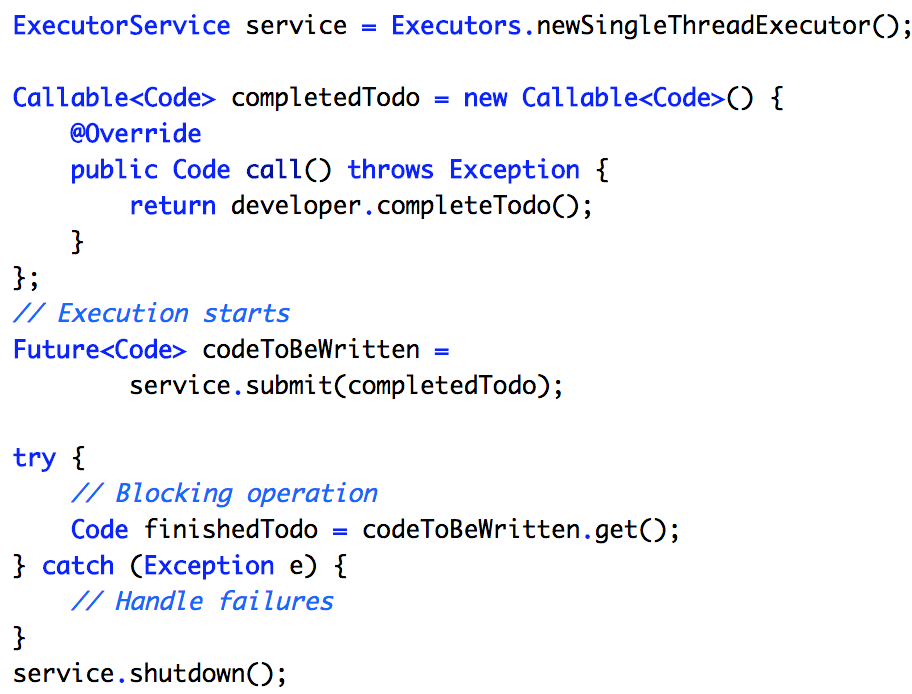 ExecutorService service = Executors.newSingleThreadExecutor();

Callable<Code> completedTodo = new Callable<Code>() {
    @Override
    public Code call() throws Exception {
        return developer.completeTodo();
    }
};
// Execution starts
Future<Code> codeToBeWritten =
        service.submit(completedTodo);

try {
    // Blocking operation
    Code finishedTodo = codeToBeWritten.get();
} catch (Exception e) {
    // Handle failures
}
service.shutdown();